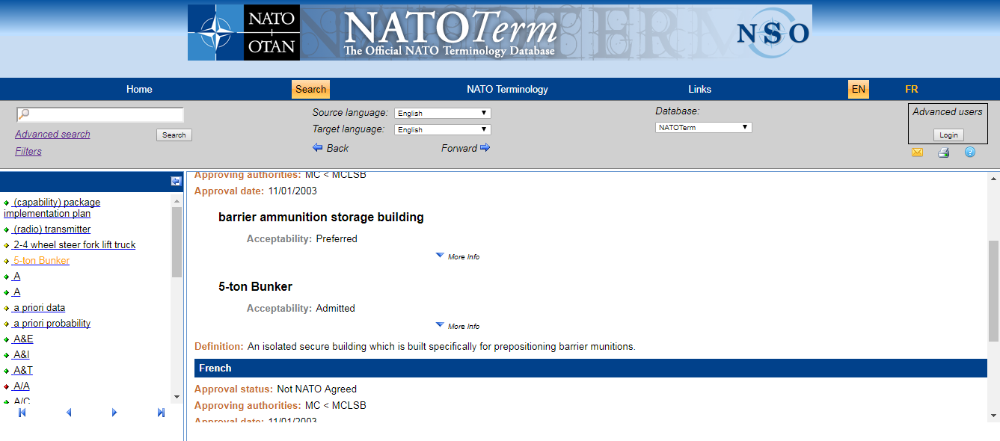 NATO
OTAN
NATOTerm
The Official NATO Terminology Database
NSO
Home
Search
NATO Terminology
Links
EN
FR
Advanced search
Search
Filters
Source language: English
Target language: English
Back
Forward
Database:
NATOTerm
Advanced users
Login
(capability) package
implementation plan
(radio) transmitter
2-4 wheel steer fork lift truck
5-ton Bunker
A
A
a priori data
a priori probability
A&E
A&I
A&T
A/A
A/C
Approving authorities: MC < MCLSB
Approval date: 11/01/2003
barrier ammunition storage building
Acceptability: Preferred
More Info
5-ton Bunker
Acceptability: Admitted
More Info
Definition: An isolated secure building which is built specifically for prepositioning barrier munitions.
French
Approval status: Not NATO Agreed
Approving authorities: MC < MCLSB
Approval date: 11/01/2003